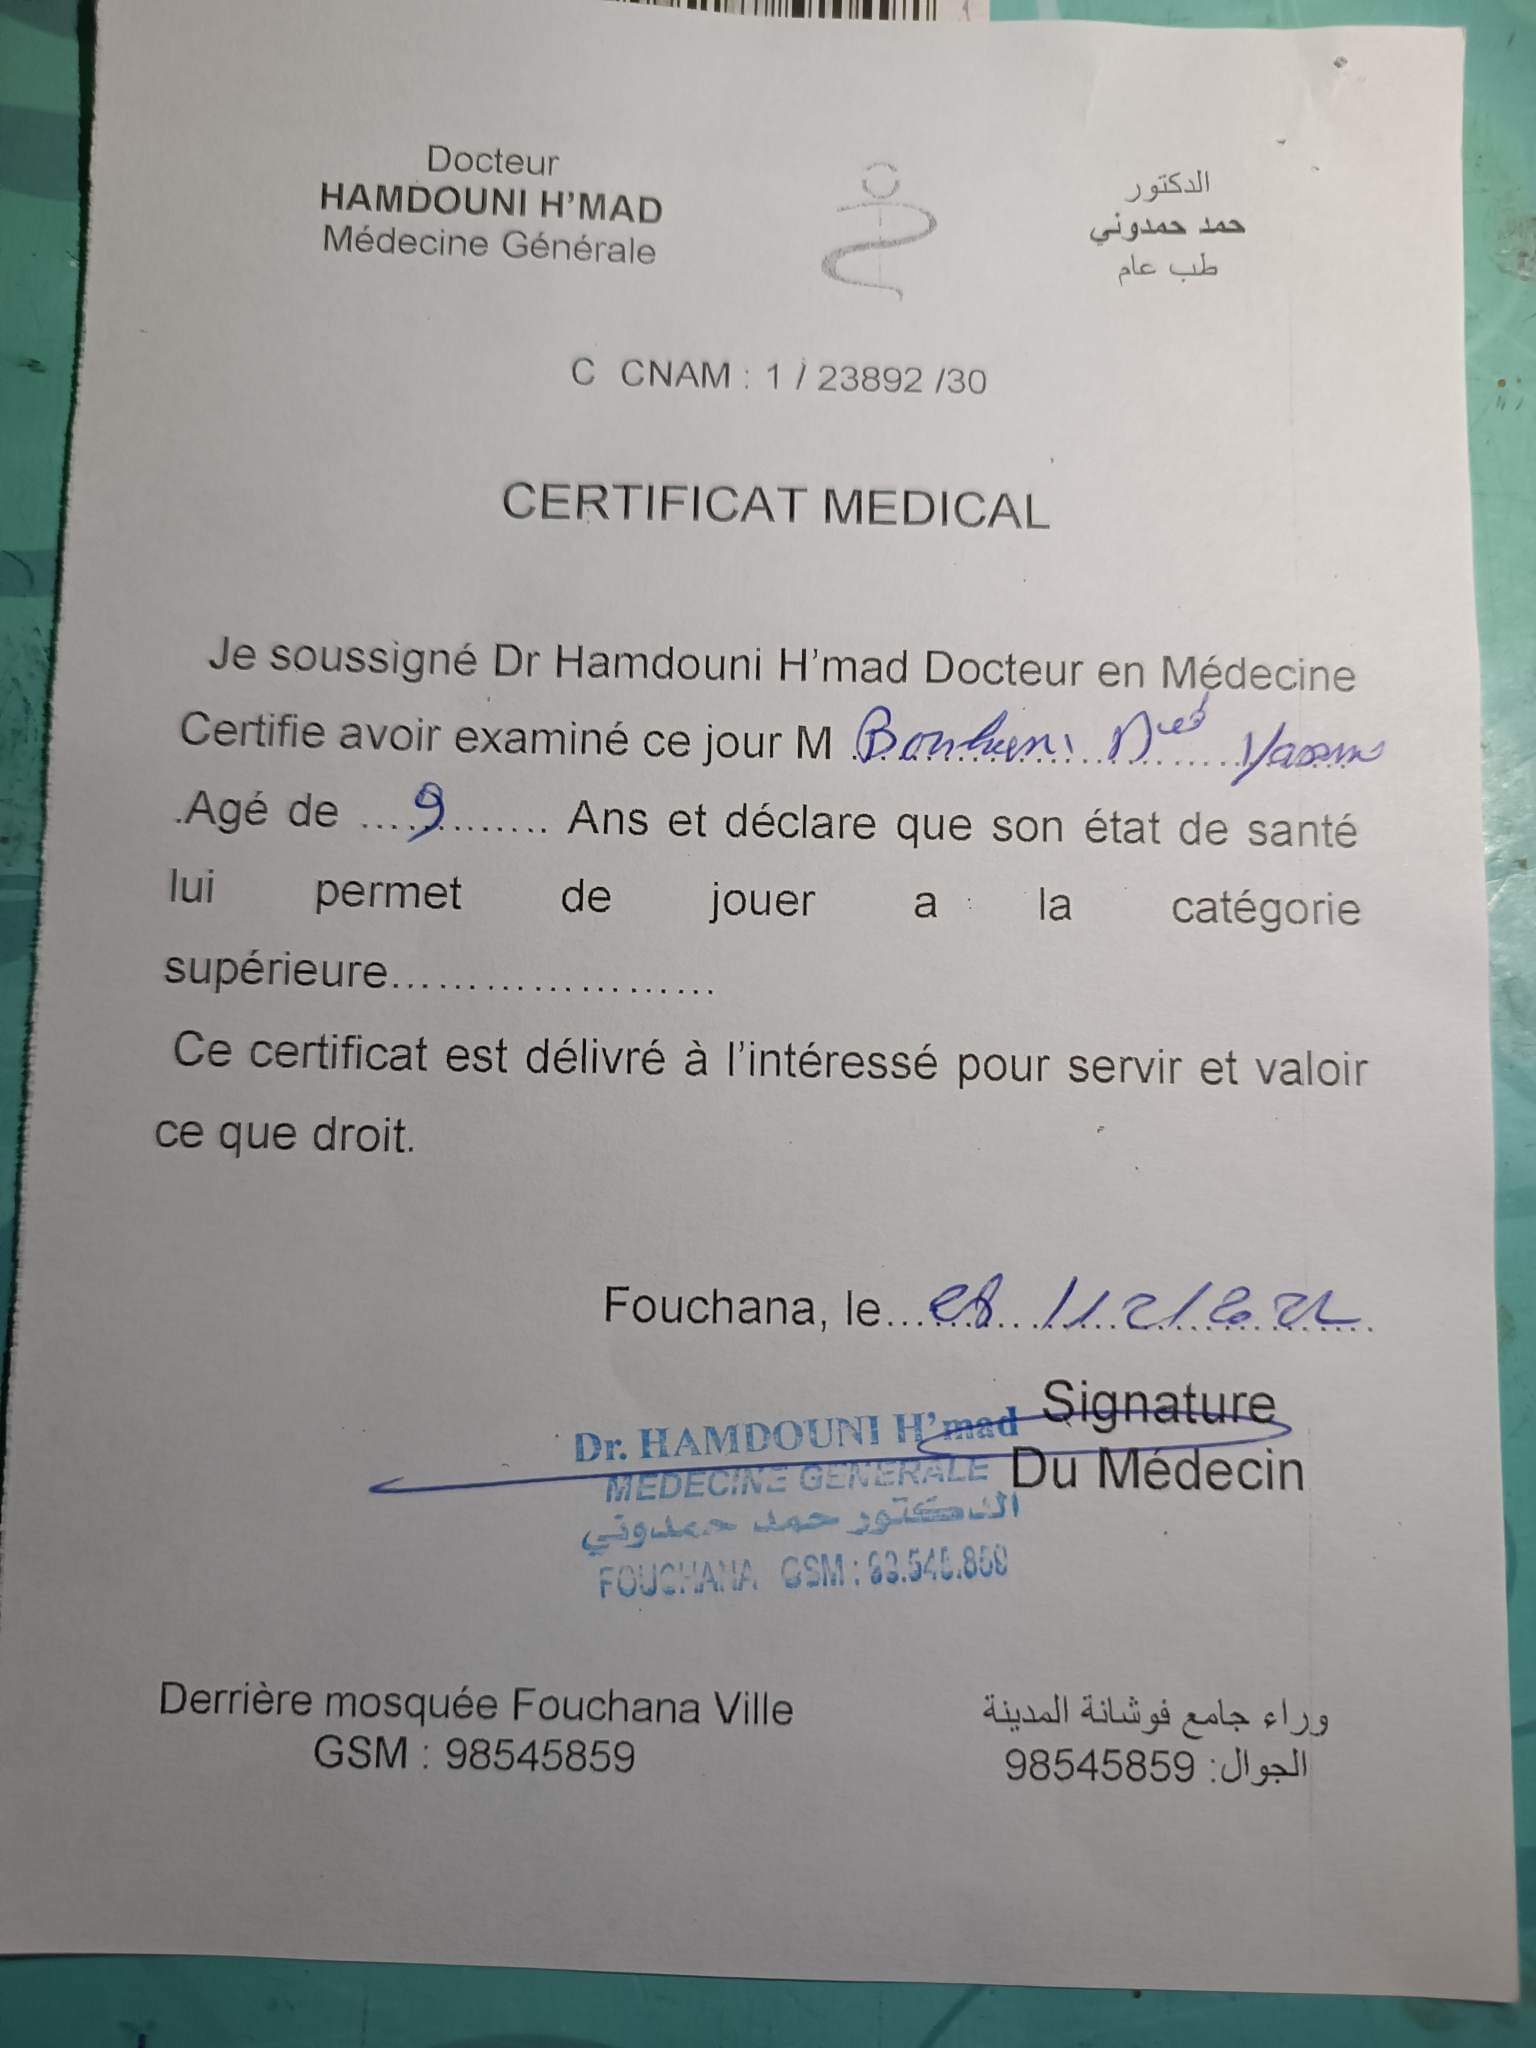 Docteur
HAMDOUNI H'MAD
Médecine Générale
الدكتور
حمد حمدوني
طب عام
C CNAM : 1 / 23892 /30
CERTIFICAT MEDICAL
Je soussigné Dr Hamdouni H'mad Docteur en Médecine
Certifie avoir examiné ce jour M
.Agé de ....9............ Ans et déclare que son état de santé
lui permet de jouer a la catégorie
supérieure.....................
Ce certificat est délivré à l'intéressé pour servir et valoir
ce que droit.
Fouchana, le...
Signature
Du Médecin
Dr. HAMDOUNI H'mad
MEDECINE GENERALE
الدكتور حمد حمدوني
FOUCHANA GSM :
Derrière mosquée Fouchana Ville
GSM : 98545859
وراء جامع فوشانة المدينة
الجوال: 98545859